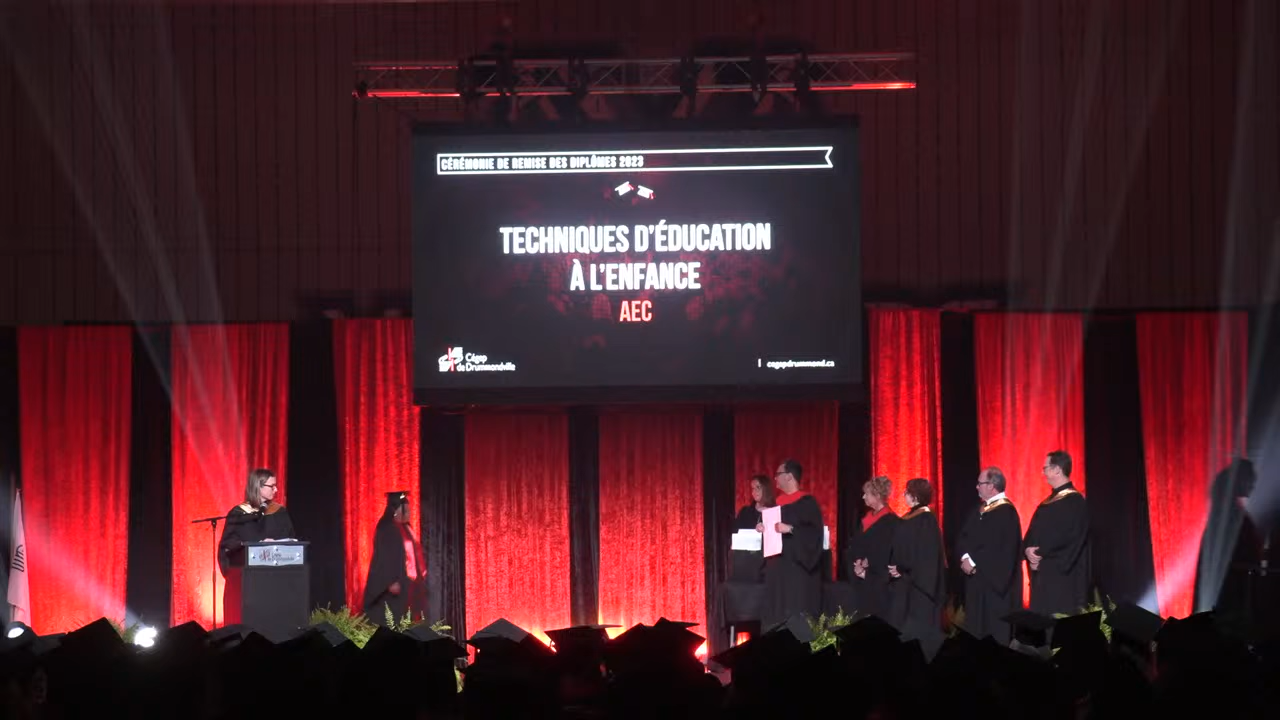 CÉRÉMONIE DE REMISE DES DIPLÔMES 2023
TECHNIQUES D'ÉDUCATION
À L'ENFANCE
AEC
Cégep
de Drummondville
cegepdrummond.ca